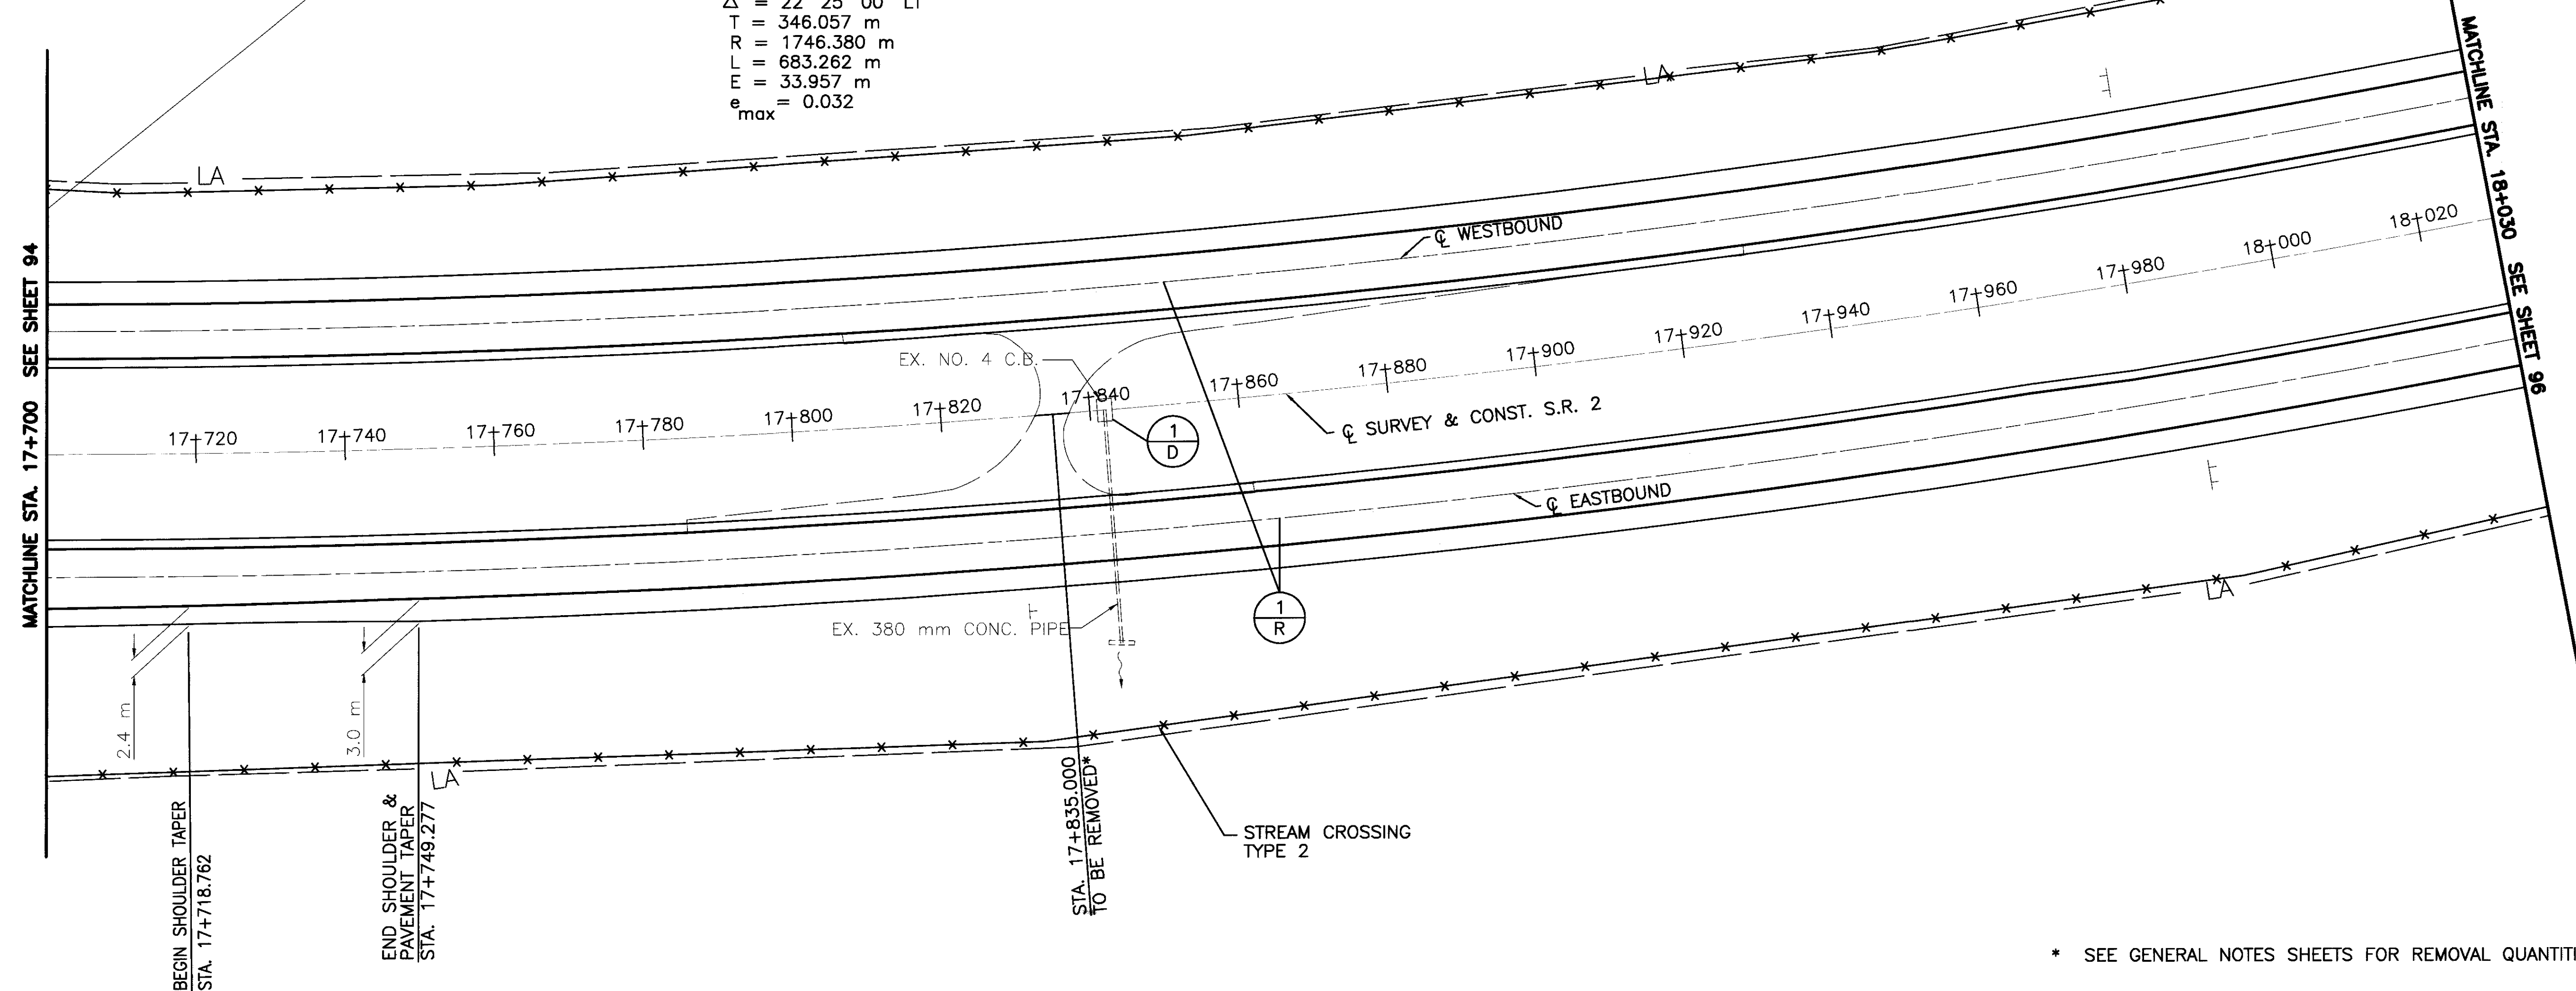 Δ = 22° 25' 00" LT
T = 346.057 m
R = 1746.380 m
L = 683.262 m
E = 33.957 m
e max = 0.032
MATCHLINE STA. 17+700 SEE SHEET 94
MATCHLINE STA. 18+030 SEE SHEET 96
LA
LA
℄ WESTBOUND
EX. NO. 4 C.B.
17+720
17+740
17+760
17+780
17+800
17+820
17+840
17+860
17+880
17+900
17+920
17+940
17+960
17+980
18+000
18+020
1
D
℄ SURVEY & CONST. S.R. 2
℄ EASTBOUND
1
R
EX. 380 mm CONC. PIPE
LA
LA
2.4 m
3.0 m
BEGIN SHOULDER TAPER
STA. 17+718.762
END SHOULDER &
PAVEMENT TAPER
STA. 17+749.277
STA. 17+835.000
TO BE REMOVED*
STREAM CROSSING
TYPE 2
* SEE GENERAL NOTES SHEETS FOR REMOVAL